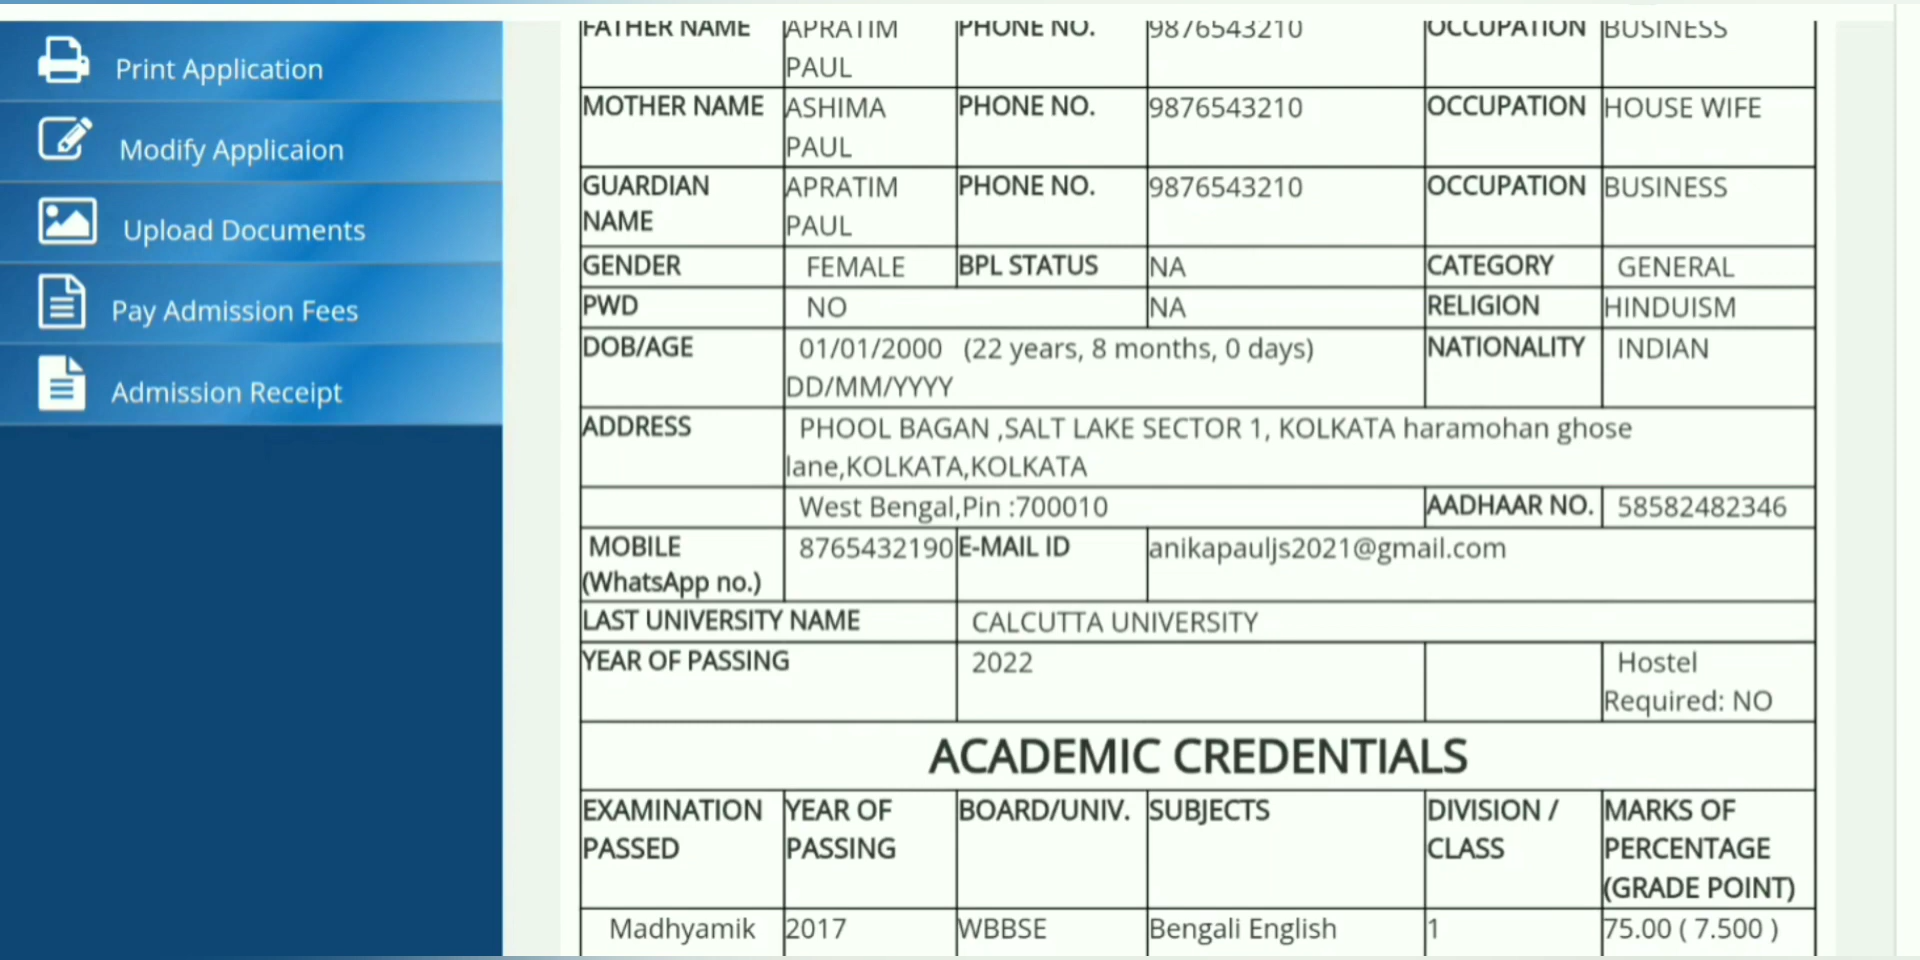 Print Application
Modify Applicaion
Upload Documents
Pay Admission Fees
Admission Receipt
FATHER NAME APRATIM PAUL PHONE NO. 9876543210 OCCUPATION BUSINESS
MOTHER NAME ASHIMA PAUL PHONE NO. 9876543210 OCCUPATION HOUSE WIFE
GUARDIAN NAME APRATIM PAUL PHONE NO. 9876543210 OCCUPATION BUSINESS
GENDER FEMALE BPL STATUS NA CATEGORY GENERAL
PWD NO NA RELIGION HINDUISM
DOB/AGE 01/01/2000 (22 years, 8 months, 0 days) DD/MM/YYYY NATIONALITY INDIAN
ADDRESS PHOOL BAGAN ,SALT LAKE SECTOR 1, KOLKATA haramohan ghose
lane,KOLKATA,KOLKATA
West Bengal,Pin :700010 AADHAAR NO. 58582482346
MOBILE (WhatsApp no.) 8765432190 E-MAIL ID anikapauljs2021@gmail.com
LAST UNIVERSITY NAME CALCUTTA UNIVERSITY
YEAR OF PASSING 2022 Hostel Required: NO
ACADEMIC CREDENTIALS
EXAMINATION PASSED YEAR OF PASSING BOARD/UNIV. SUBJECTS DIVISION / CLASS MARKS OF PERCENTAGE (GRADE POINT)
Madhyamik 2017 WBBSE Bengali English 1 75.00 ( 7.500 )